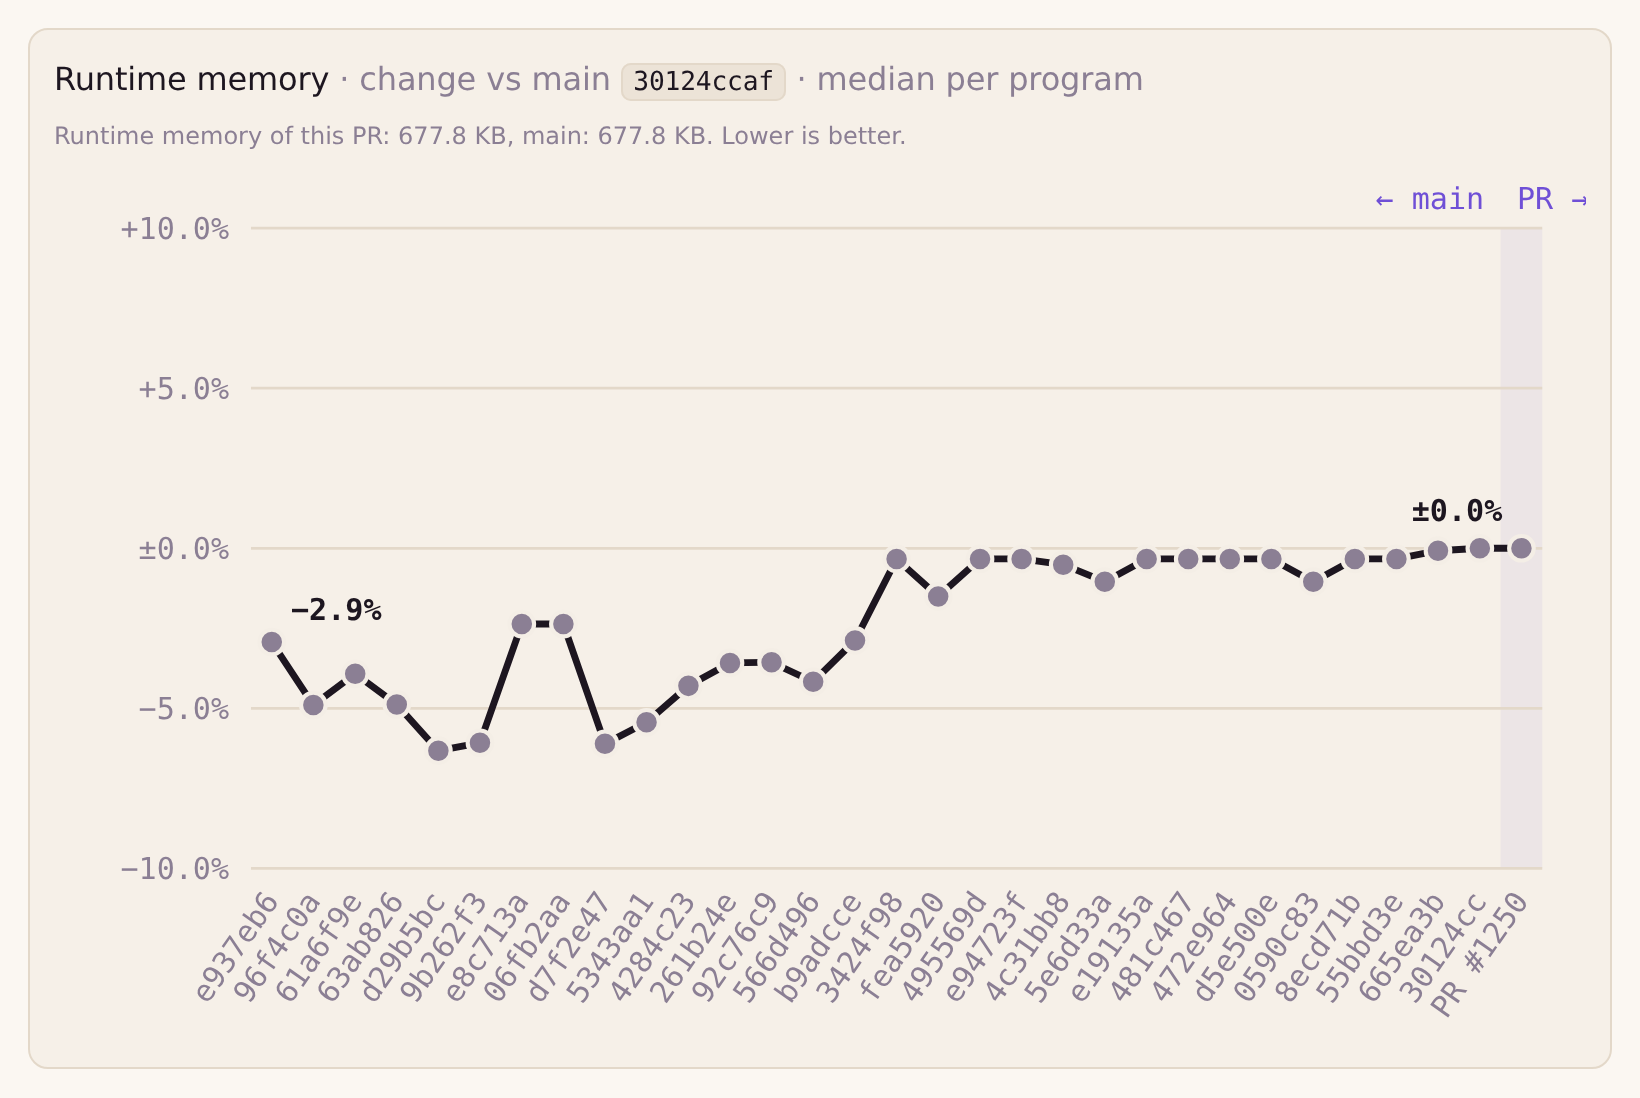 Runtime memory · change vs main 30124ccaf · median per program
Runtime memory of this PR: 677.8 KB, main: 677.8 KB. Lower is better.
← main PR →
+10.0%
+5.0%
±0.0%
−5.0%
−10.0%
−2.9%
±0.0%
e937eb6
96f4c0a
61a6f9e
63ab826
d29b5bc
9b262f3
e8c713a
06fb2aa
d7f2e47
5343aa1
4284c23
261b24e
92c76c9
566d496
b9adcce
3424f98
fea5920
495569d
e94723f
4c31bb8
5e6d33a
e19135a
481c467
472e964
d5e500e
0590c83
8ecd71b
55bbd3e
665ea3b
30124cc
PR #1250